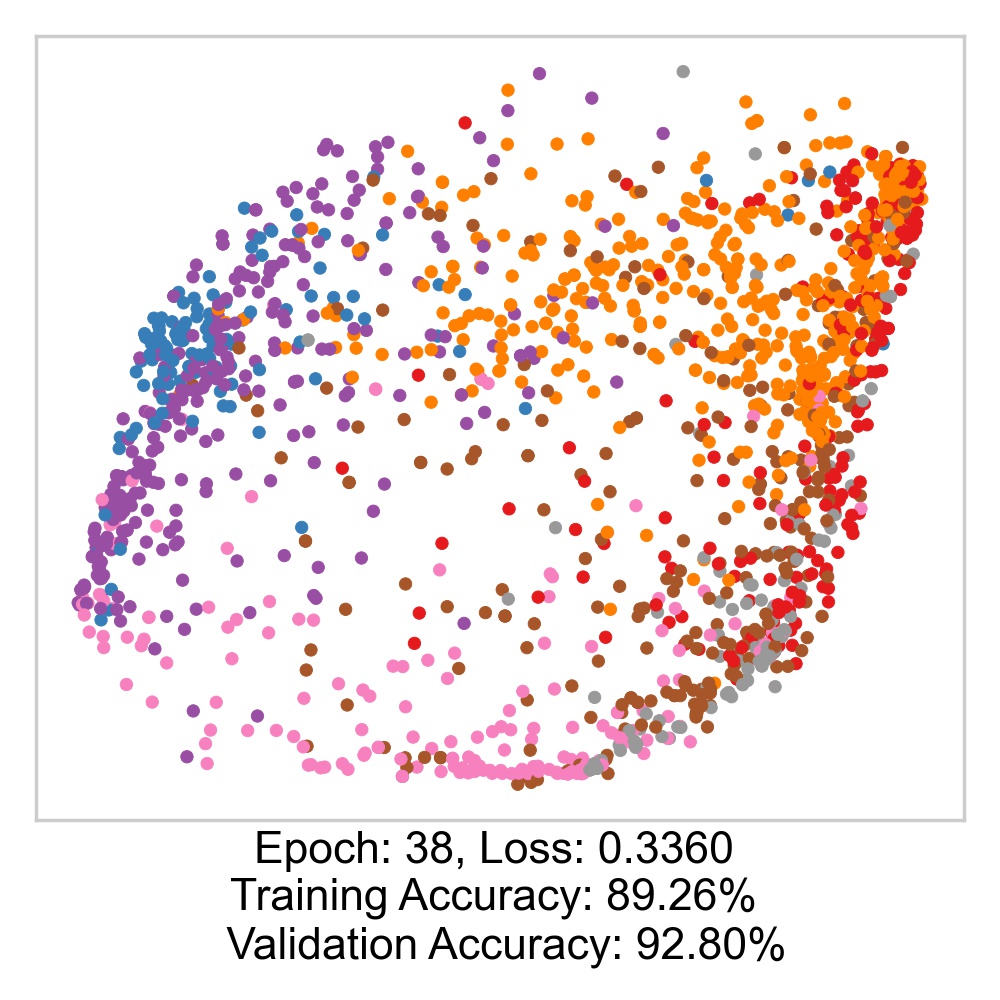 Epoch: 38, Loss: 0.3360
Training Accuracy: 89.26%
Validation Accuracy: 92.80%